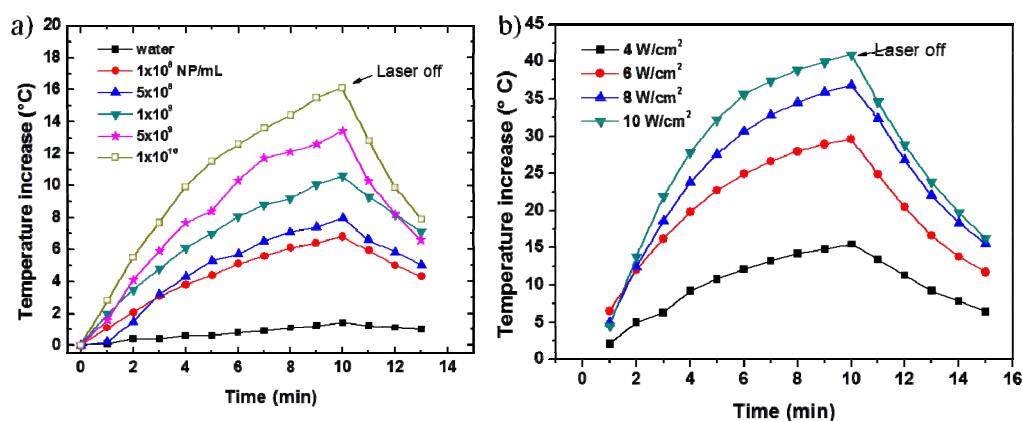 a)
Temperature increase (°C)
18
16
14
12
10
8
6
4
2
0
water
1x10⁸ NP/mL
5x10⁸
1x10⁹
5x10⁹
1x10¹⁰
Laser off
0 2 4 6 8 10 12 14
Time (min)
b)
Temperature increase (° C)
45
40
35
30
25
20
15
10
5
0
4 W/cm²
6 W/cm²
8 W/cm²
10 W/cm²
Laser off
0 2 4 6 8 10 12 14 16
Time (min)